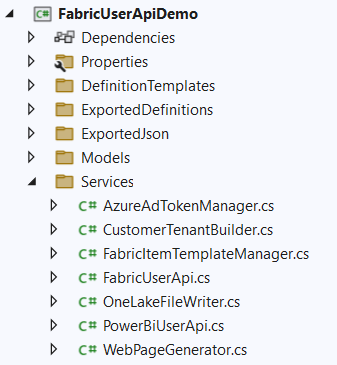 C# FabricUserApiDemo
Dependencies
Properties
DefinitionTemplates
ExportedDefinitions
ExportedJson
Models
Services
C# AzureAdTokenManager.cs
C# CustomerTenantBuilder.cs
C# FabricItemTemplateManager.cs
C# FabricUserApi.cs
C# OneLakeFileWriter.cs
C# PowerBiUserApi.cs
C# WebPageGenerator.cs